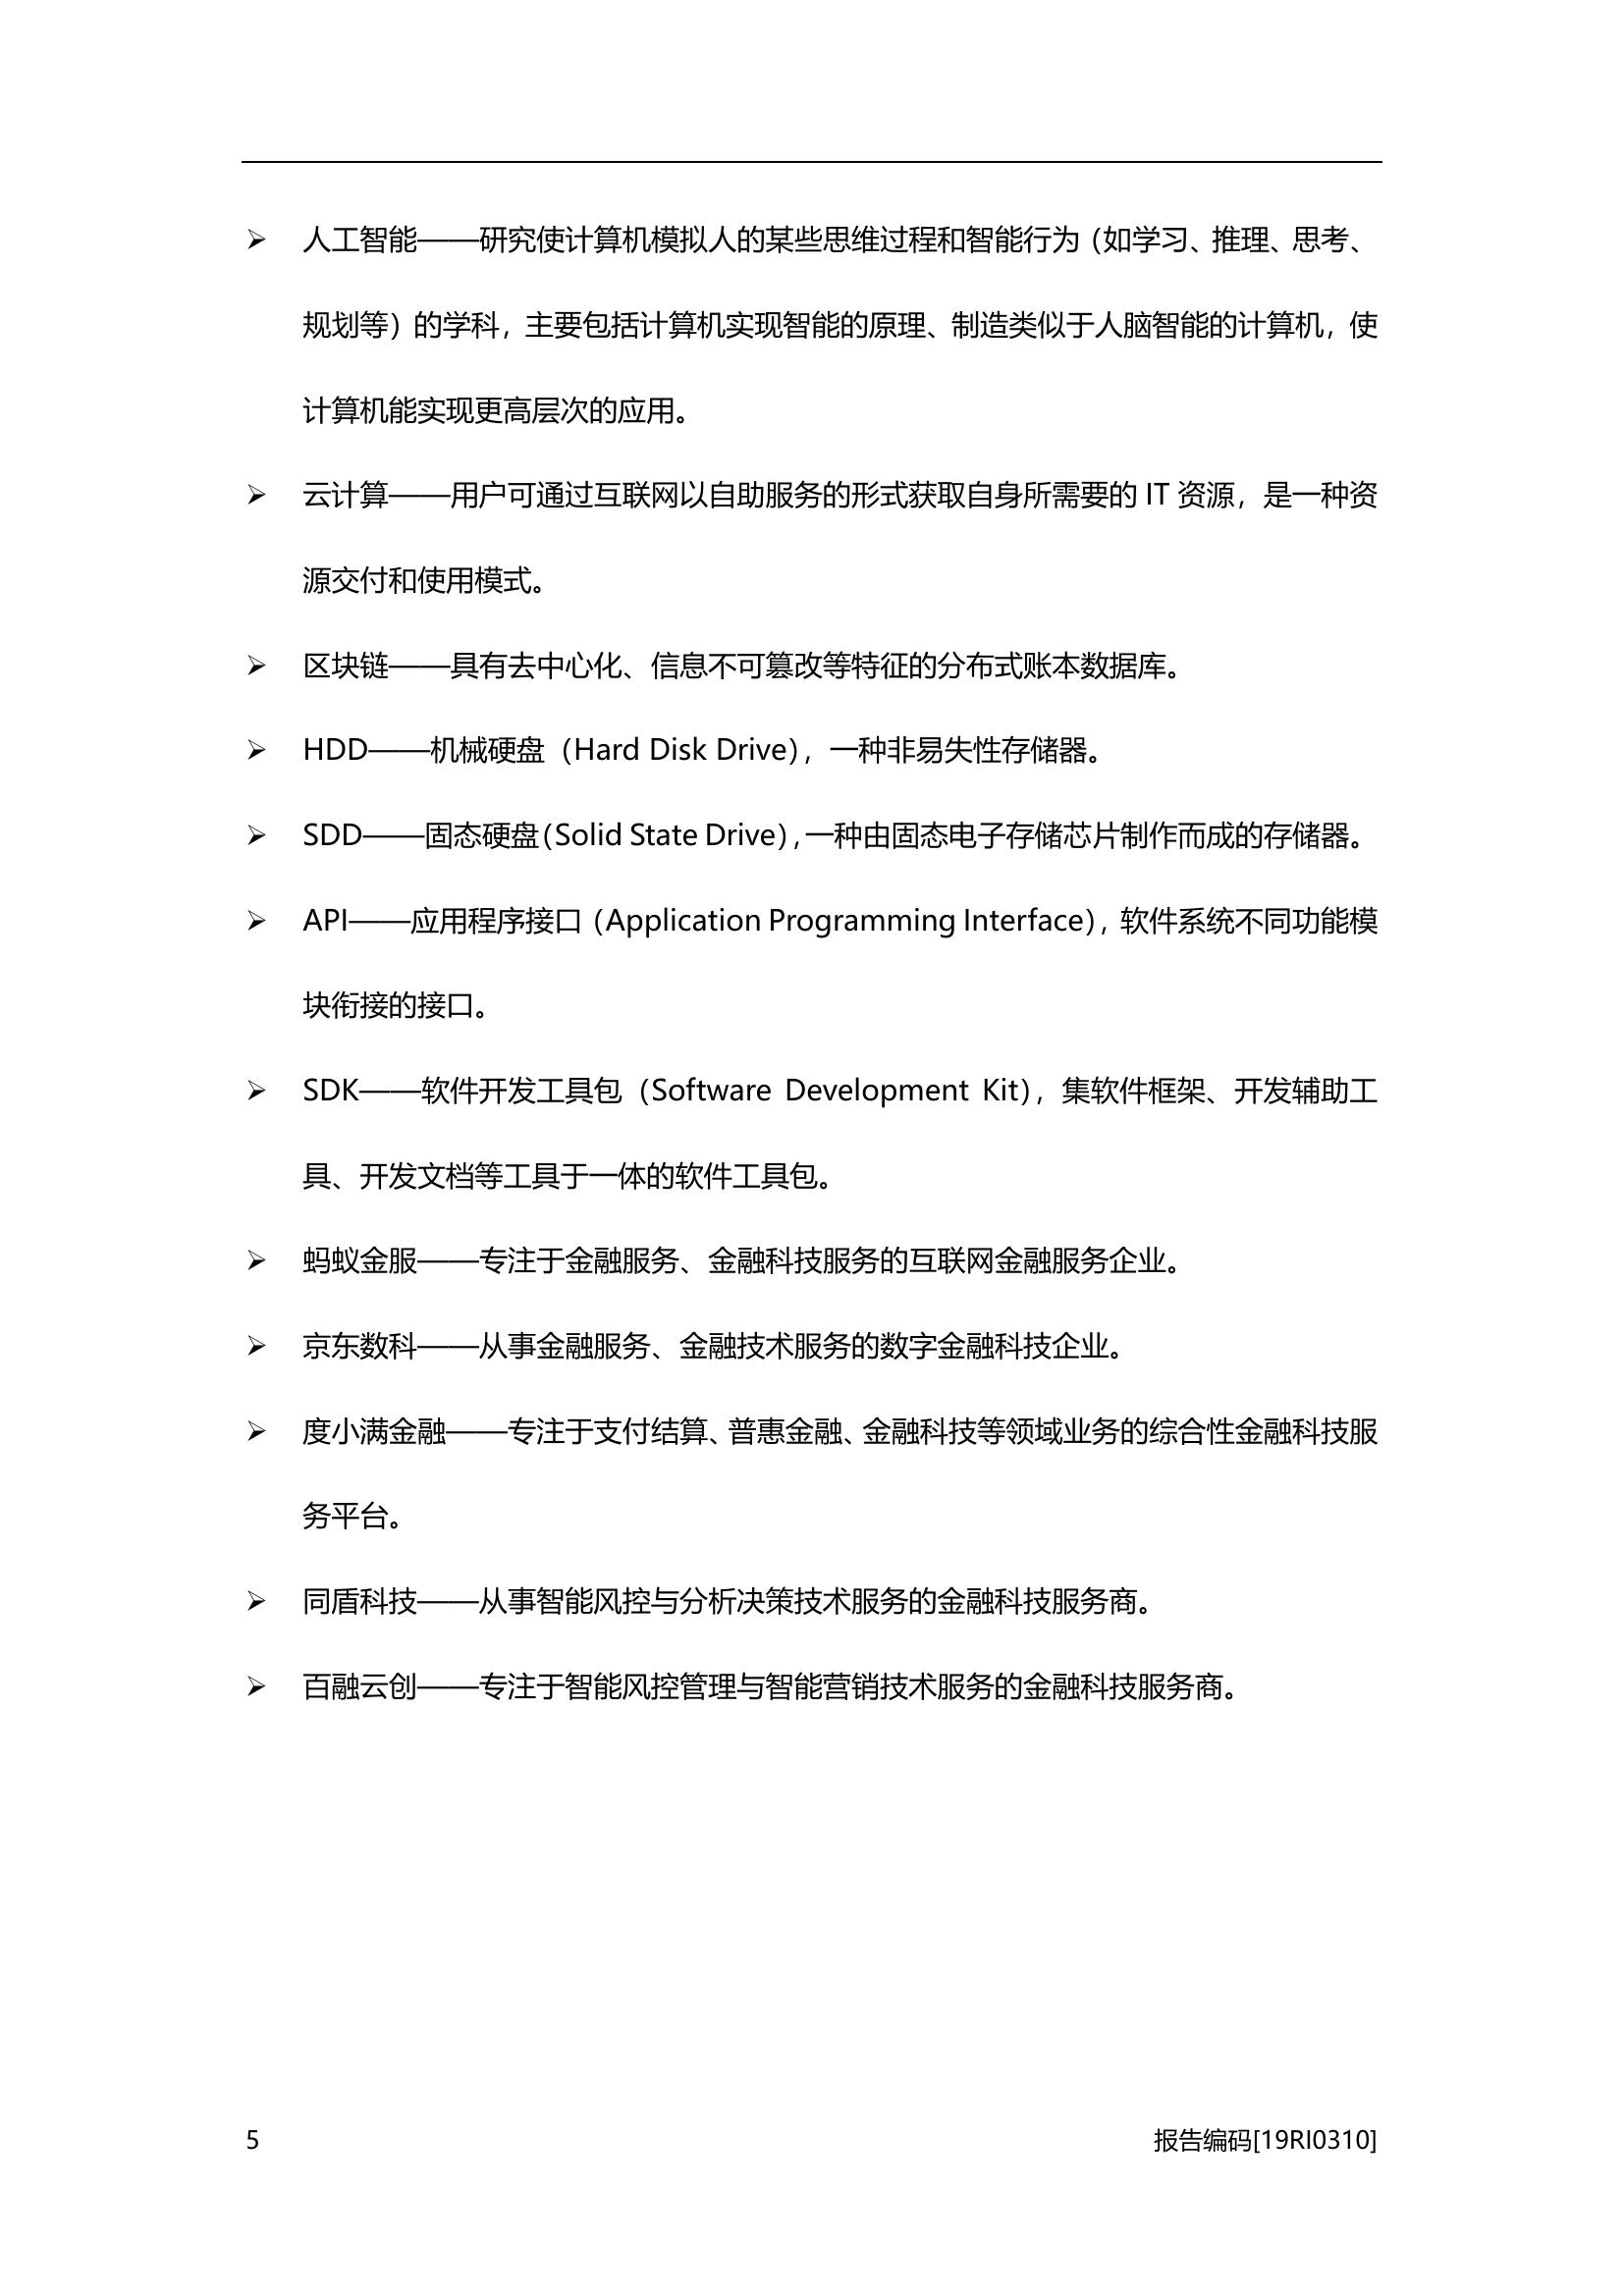 ➢ 人工智能——研究使计算机模拟人的某些思维过程和智能行为（如学习、推理、思考、
规划等）的学科，主要包括计算机实现智能的原理、制造类似于人脑智能的计算机，使
计算机能实现更高层次的应用。
➢ 云计算——用户可通过互联网以自助服务的形式获取自身所需要的 IT 资源，是一种资
源交付和使用模式。
➢ 区块链——具有去中心化、信息不可篡改等特征的分布式账本数据库。
➢ HDD——机械硬盘（Hard Disk Drive），一种非易失性存储器。
➢ SDD——固态硬盘（Solid State Drive），一种由固态电子存储芯片制作而成的存储器。
➢ API——应用程序接口（Application Programming Interface），软件系统不同功能模
块衔接的接口。
➢ SDK——软件开发工具包（Software Development Kit），集软件框架、开发辅助工
具、开发文档等工具于一体的软件工具包。
➢ 蚂蚁金服——专注于金融服务、金融科技服务的互联网金融服务企业。
➢ 京东数科——从事金融服务、金融技术服务的数字金融科技企业。
➢ 度小满金融——专注于支付结算、普惠金融、金融科技等领域业务的综合性金融科技服
务平台。
➢ 同盾科技——从事智能风控与分析决策技术服务的金融科技服务商。
➢ 百融云创——专注于智能风控管理与智能营销技术服务的金融科技服务商。
5 报告编码[19RI0310]